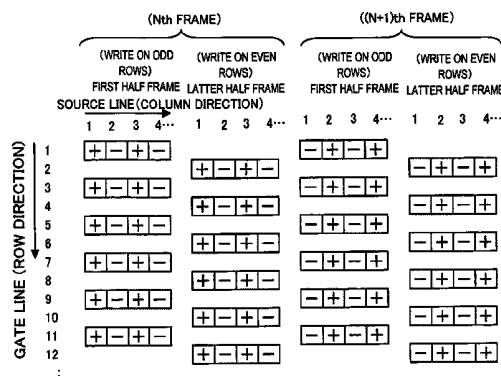 (Nth FRAME) ((N+1)th FRAME)
(WRITE ON ODD ROWS) FIRST HALF FRAME
(WRITE ON EVEN ROWS) LATTER HALF FRAME
(WRITE ON ODD ROWS) FIRST HALF FRAME
(WRITE ON EVEN ROWS) LATTER HALF FRAME
SOURCE LINE (COLUMN DIRECTION)
1 2 3 4… 1 2 3 4… 1 2 3 4… 1 2 3 4…
GATE LINE (ROW DIRECTION)
1 + − + − − + − +
2 + − + − − + − +
3 + − + − − + − +
4 + − + − − + − +
5 + − + − − + − +
6 + − + − − + − +
7 + − + − − + − +
8 + − + − − + − +
9 + − + − − + − +
10 + − + − − + − +
11 + − + − − + − +
12 + − + − − + − +
: